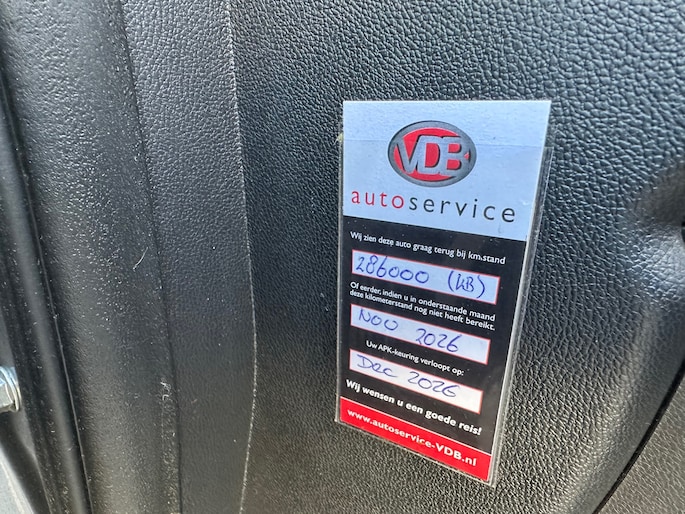 VDB
autoservice
Wij zien deze auto graag terug bij km.stand
286000 (KB)
Of eerder, indien u in onderstaande maand
deze kilometerstand nog niet heeft bereikt.
NOV 2026
Uw APK-keuring verloopt op:
Dec 2026
Wij wensen u een goede reis!
www.autoservice-VDB.nl